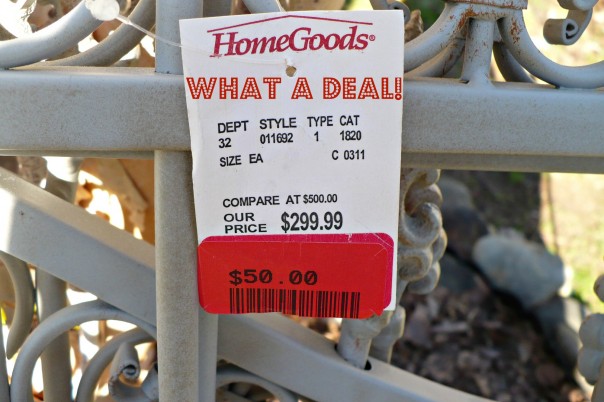 HomeGoods®
WHAT A DEAL!
DEPT STYLE TYPE CAT
32 011692 1 1820
SIZE EA C 0311
COMPARE AT $500.00
OUR PRICE $299.99
$50.00